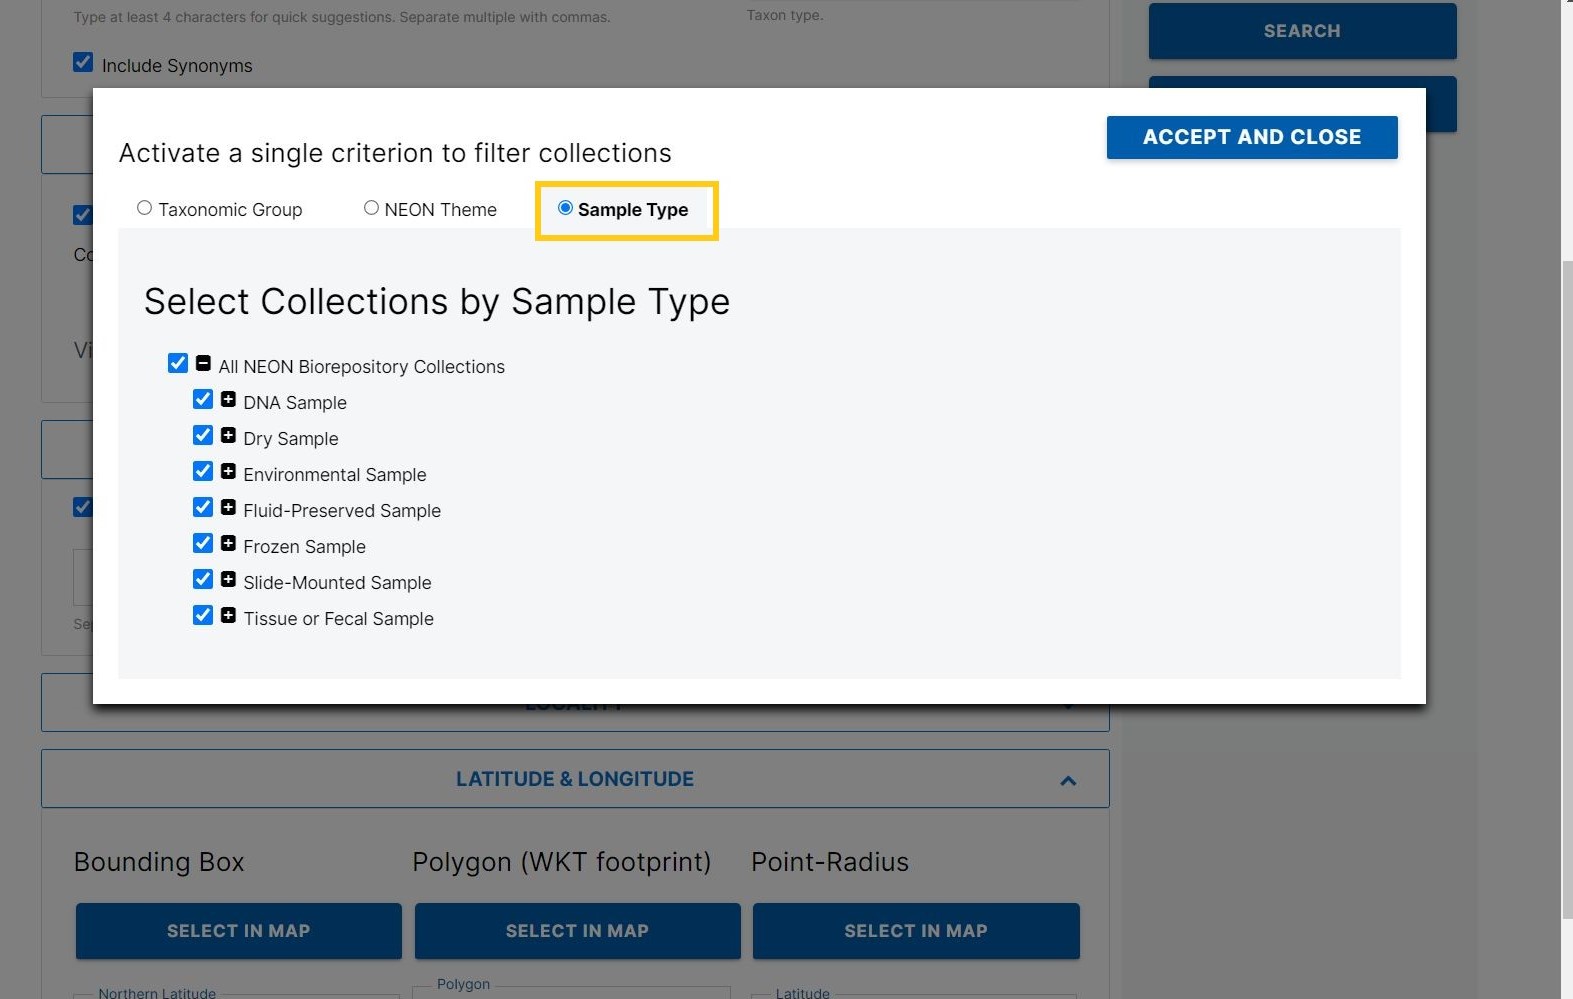 Type at least 4 characters for quick suggestions. Separate multiple with commas.
Taxon type.
SEARCH
Include Synonyms
ACCEPT AND CLOSE
Activate a single criterion to filter collections
Taxonomic Group
NEON Theme
Sample Type
Co
Select Collections by Sample Type
Vi
All NEON Biorepository Collections
DNA Sample
Dry Sample
Environmental Sample
Fluid-Preserved Sample
Frozen Sample
Slide-Mounted Sample
Tissue or Fecal Sample
Sep
LOCALITY
LATITUDE & LONGITUDE
Bounding Box
Polygon (WKT footprint)
Point-Radius
SELECT IN MAP
SELECT IN MAP
SELECT IN MAP
Northern Latitude
Polygon
Latitude